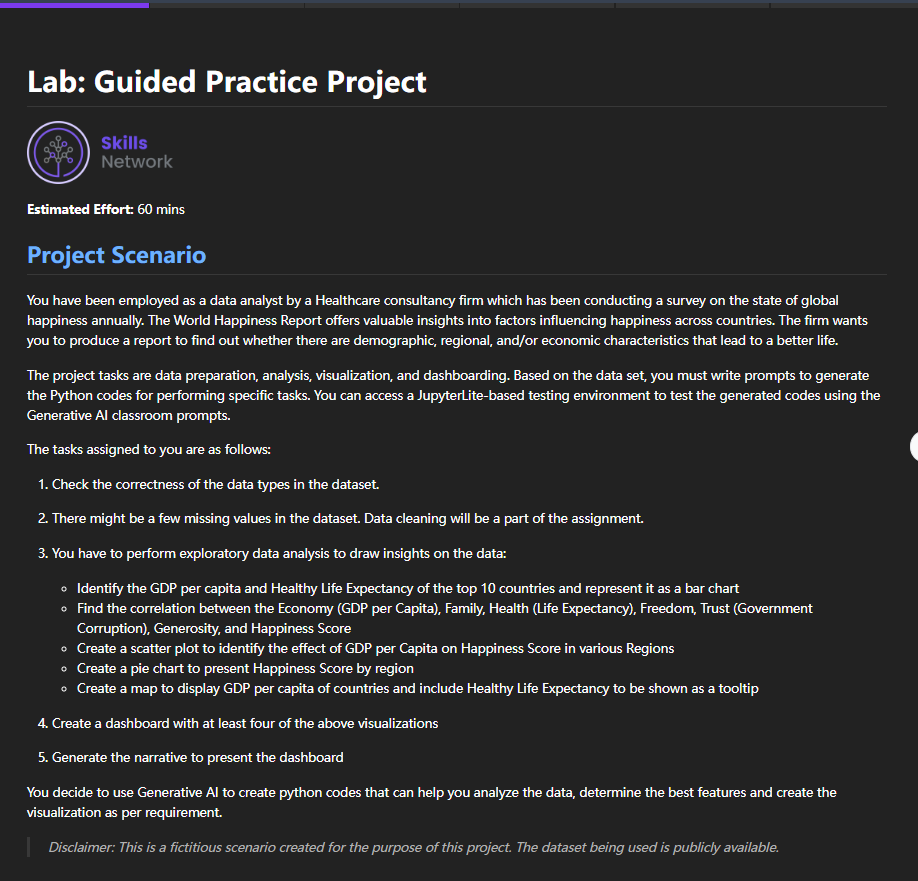 Lab: Guided Practice Project
Skills
Network
Estimated Effort: 60 mins
Project Scenario
You have been employed as a data analyst by a Healthcare consultancy firm which has been conducting a survey on the state of global
happiness annually. The World Happiness Report offers valuable insights into factors influencing happiness across countries. The firm wants
you to produce a report to find out whether there are demographic, regional, and/or economic characteristics that lead to a better life.
The project tasks are data preparation, analysis, visualization, and dashboarding. Based on the data set, you must write prompts to generate
the Python codes for performing specific tasks. You can access a JupyterLite-based testing environment to test the generated codes using the
Generative AI classroom prompts.
The tasks assigned to you are as follows:
1. Check the correctness of the data types in the dataset.
2. There might be a few missing values in the dataset. Data cleaning will be a part of the assignment.
3. You have to perform exploratory data analysis to draw insights on the data:
◦ Identify the GDP per capita and Healthy Life Expectancy of the top 10 countries and represent it as a bar chart
◦ Find the correlation between the Economy (GDP per Capita), Family, Health (Life Expectancy), Freedom, Trust (Government
Corruption), Generosity, and Happiness Score
◦ Create a scatter plot to identify the effect of GDP per Capita on Happiness Score in various Regions
◦ Create a pie chart to present Happiness Score by region
◦ Create a map to display GDP per capita of countries and include Healthy Life Expectancy to be shown as a tooltip
4. Create a dashboard with at least four of the above visualizations
5. Generate the narrative to present the dashboard
You decide to use Generative AI to create python codes that can help you analyze the data, determine the best features and create the
visualization as per requirement.
Disclaimer: This is a fictitious scenario created for the purpose of this project. The dataset being used is publicly available.